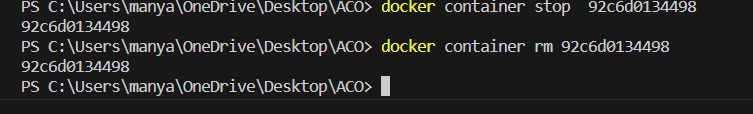 PS C:\Users\manya\OneDrive\Desktop\ACO> docker container stop  92c6d0134498
92c6d0134498
PS C:\Users\manya\OneDrive\Desktop\ACO> docker container rm 92c6d0134498
92c6d0134498
PS C:\Users\manya\OneDrive\Desktop\ACO>